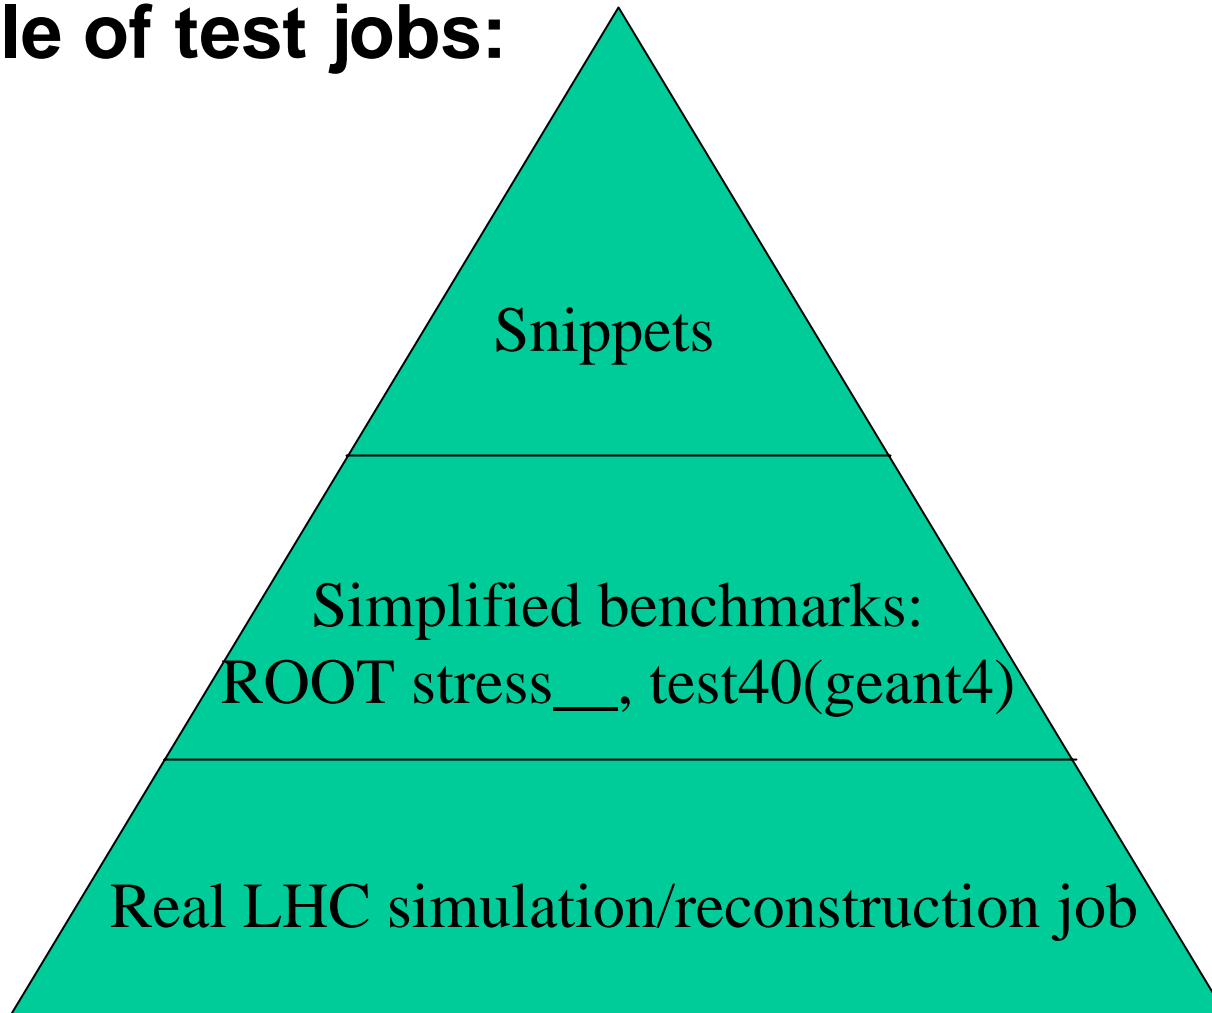 le of test jobs:
Snippets
Simplified benchmarks:
ROOT stress__, test40(geant4)
Real LHC simulation/reconstruction job